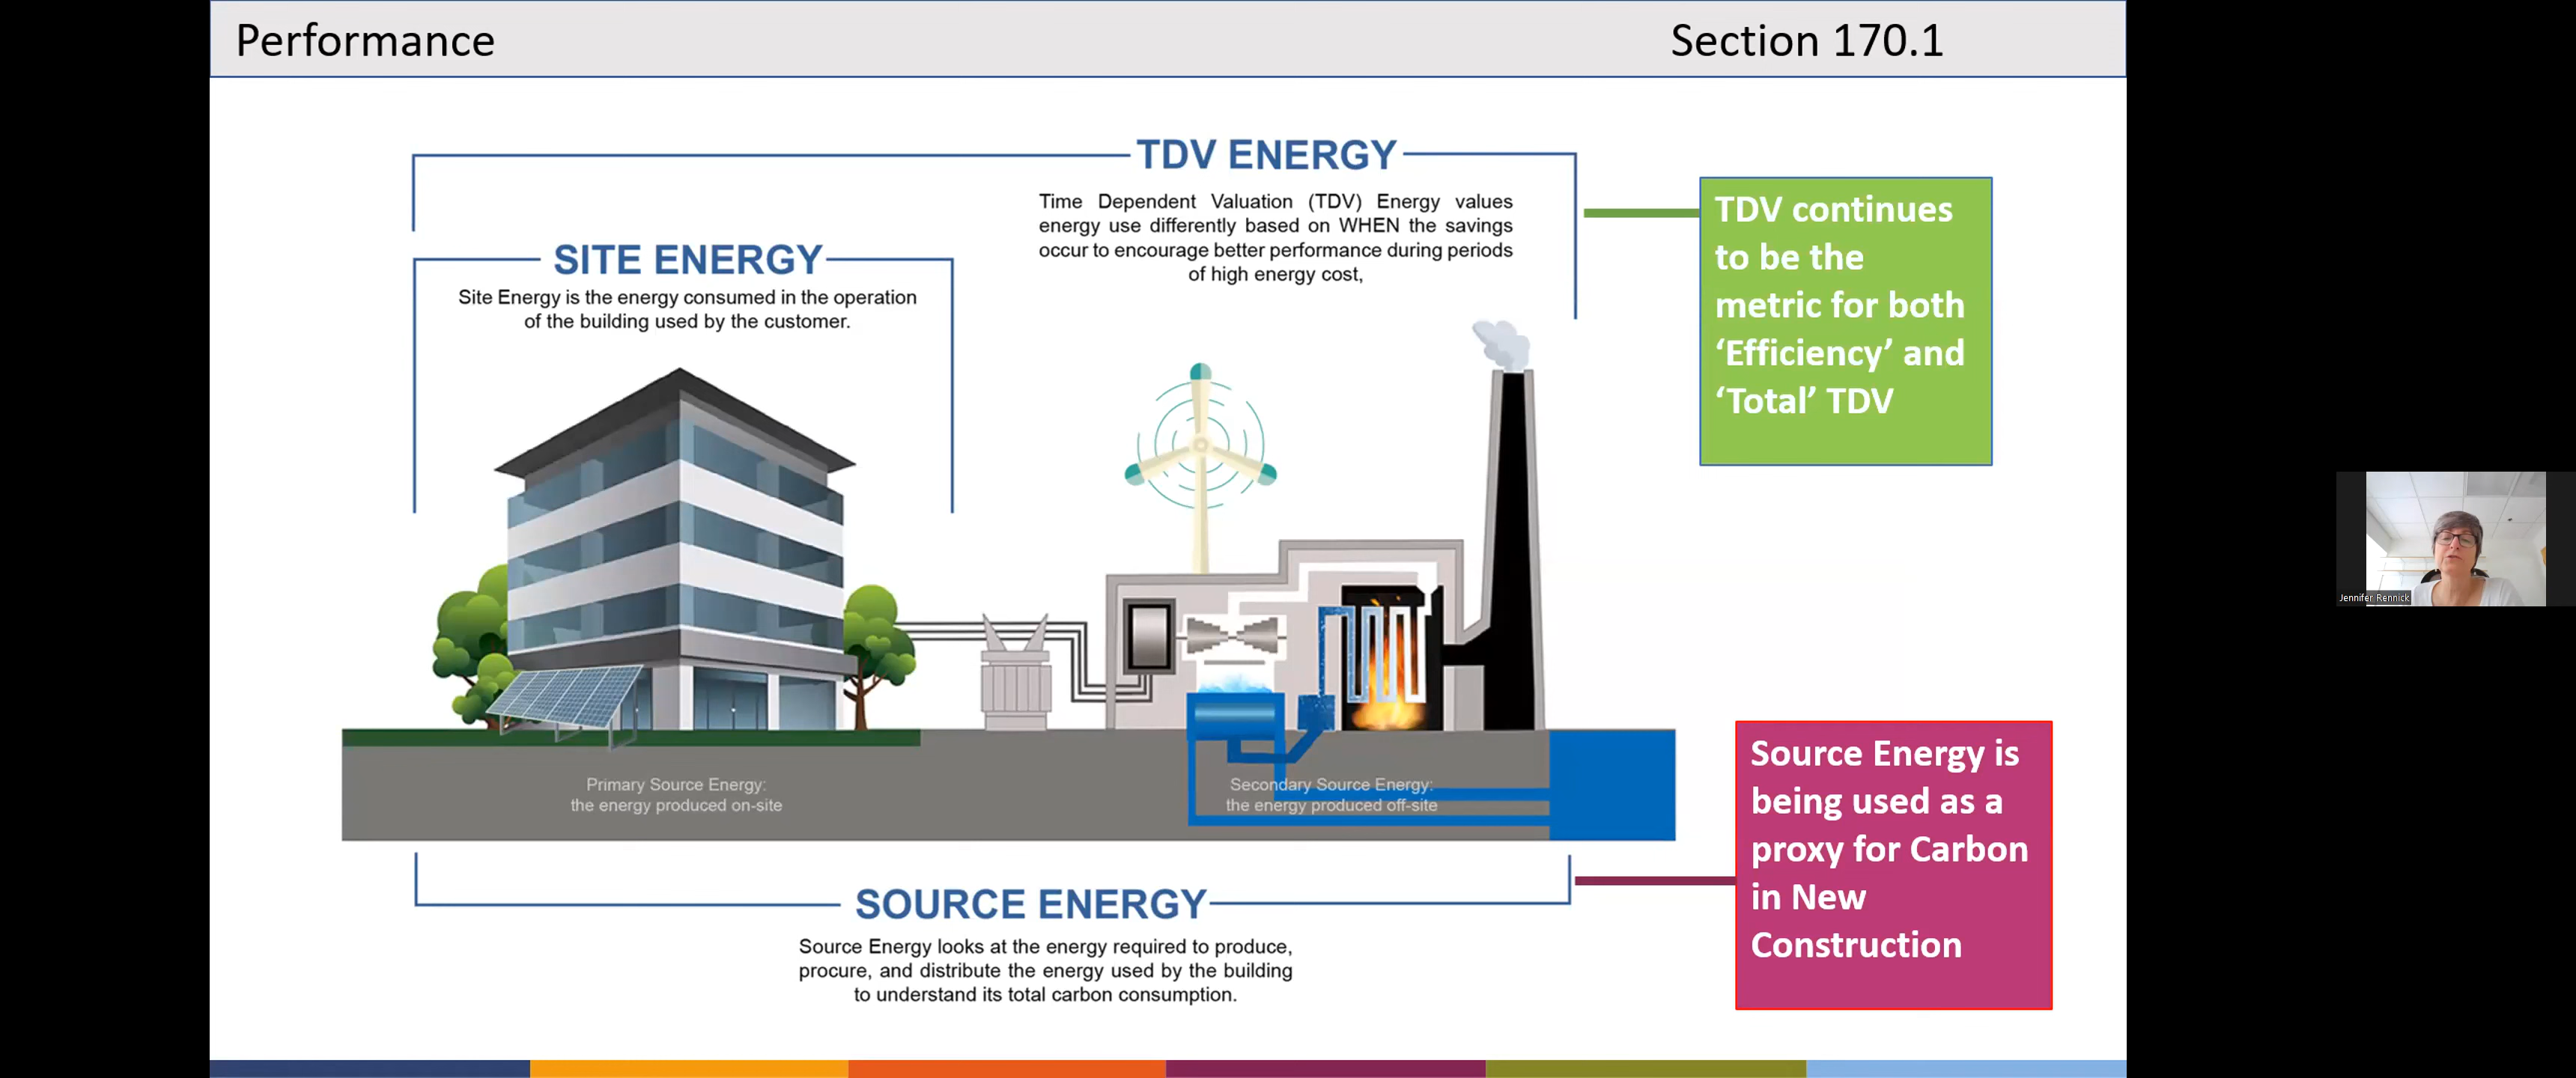 Performance
Section 170.1
TDV ENERGY
Time Dependent Valuation (TDV) Energy values
energy use differently based on WHEN the savings
occur to encourage better performance during periods
of high energy cost,
SITE ENERGY
Site Energy is the energy consumed in the operation
of the building used by the customer.
TDV continues
to be the
metric for both
‘Efficiency’ and
‘Total’ TDV
Primary Source Energy:
the energy produced on-site
Secondary Source Energy:
the energy produced off-site
SOURCE ENERGY
Source Energy looks at the energy required to produce,
procure, and distribute the energy used by the building
to understand its total carbon consumption.
Source Energy is
being used as a
proxy for Carbon
in New
Construction
Jennifer Rennick